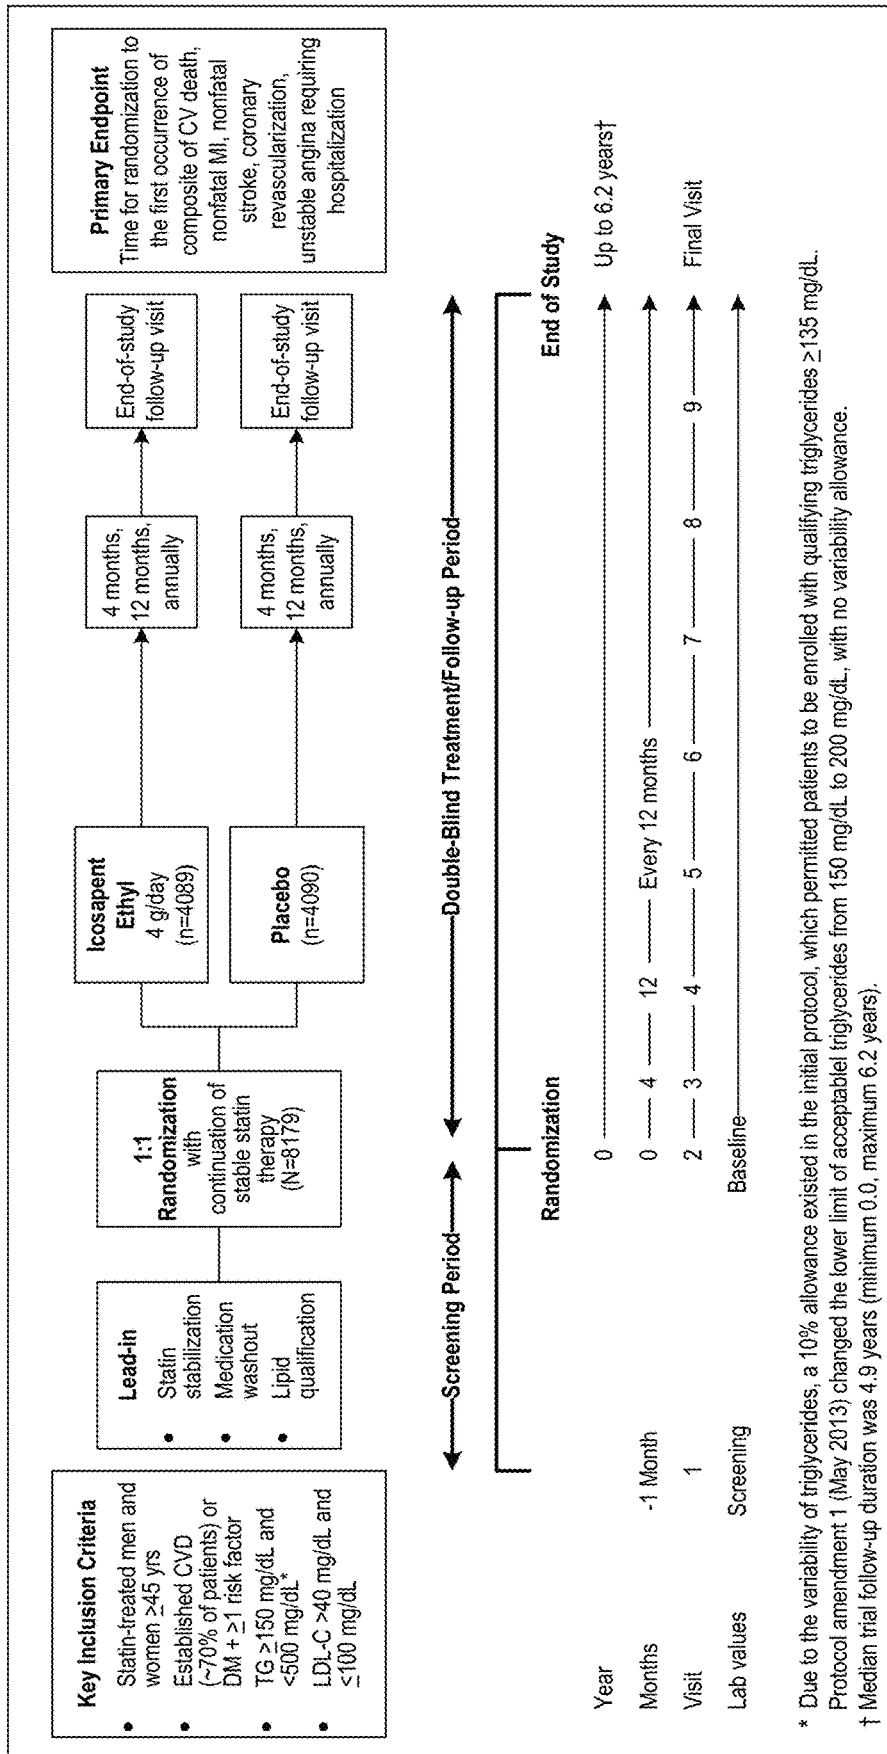 Key Inclusion Criteria
• Statin-treated men and
women ≥45 yrs
• Established CVD
(~70% of patients) or
DM + ≥1 risk factor
• TG ≥150 mg/dL and
<500 mg/dL*
• LDL-C >40 mg/dL and
≤100 mg/dL
Lead-in
• Statin
stabilization
• Medication
washout
• Lipid
qualification
1:1
Randomization
with
continuation of
stable statin
therapy
(N=8179)
Icosapent
Ethyl
4 g/day
(n=4089)
Placebo
(n=4090)
4 months,
12 months,
annually
4 months,
12 months,
annually
End-of-study
follow-up visit
End-of-study
follow-up visit
Primary Endpoint
Time for randomization to
the first occurrence of
composite of CV death,
nonfatal MI, nonfatal
stroke, coronary
revascularization,
unstable angina requiring
hospitalization
Screening Period
Double-Blind Treatment/Follow-up Period
Randomization
End of Study
Year 0 Up to 6.2 years†
Months -1 Month 0 4 12 Every 12 months
Visit 1 2 3 4 5 6 7 8 9 Final Visit
Lab values Screening Baseline
* Due to the variability of triglycerides, a 10% allowance existed in the initial protocol, which permitted patients to be enrolled with qualifying triglycerides ≥135 mg/dL.
Protocol amendment 1 (May 2013) changed the lower limit of acceptablel triglycerides from 150 mg/dL to 200 mg/dL, with no variability allowance.
† Median trial follow-up duration was 4.9 years (minimum 0.0, maximum 6.2 years).